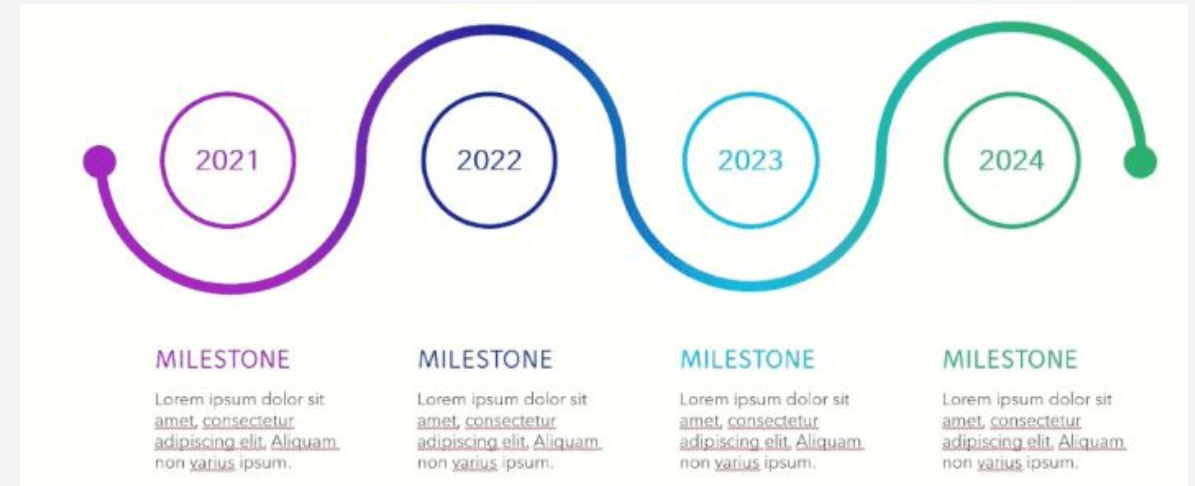 2021 2022 2023 2024
MILESTONE
Lorem ipsum dolor sit
amet, consectetur
adipiscing elit. Aliquam
non varius ipsum.
MILESTONE
Lorem ipsum dolor sit
amet, consectetur
adipiscing elit. Aliquam
non varius ipsum.
MILESTONE
Lorem ipsum dolor sit
amet, consectetur
adipiscing elit. Aliquam
non varius ipsum.
MILESTONE
Lorem ipsum dolor sit
amet, consectetur
adipiscing elit. Aliquam
non varius ipsum.